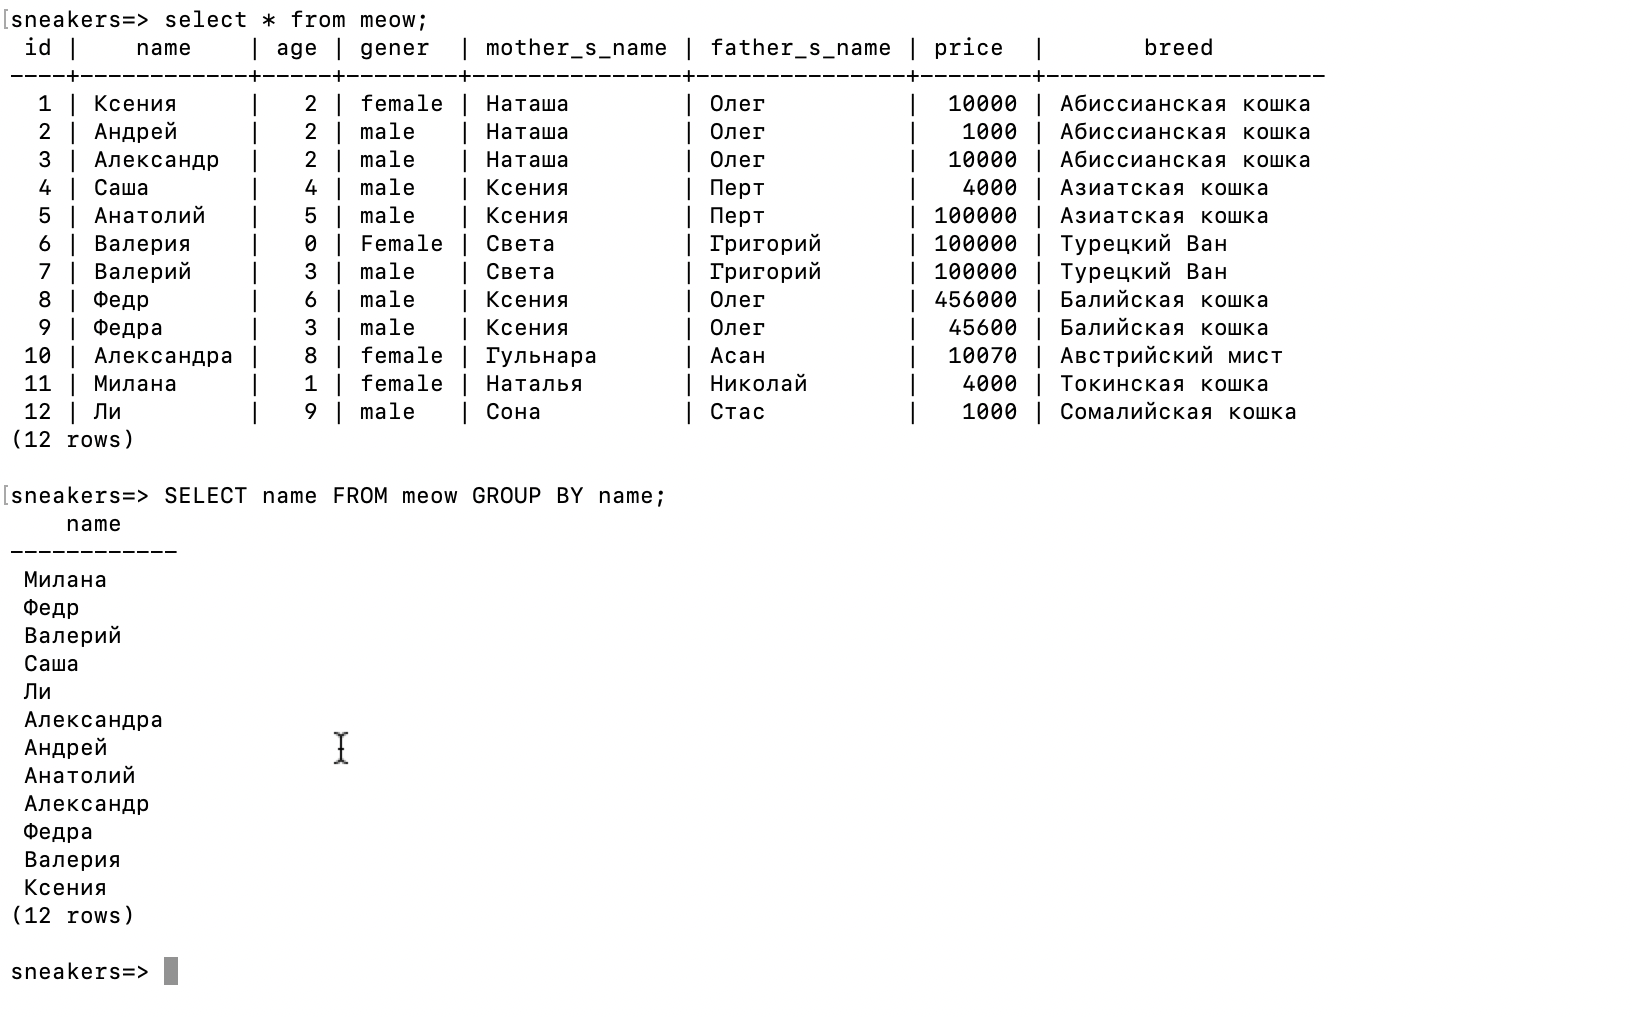 [sneakers=> select * from meow;
 id |    name    | age | gener  | mother_s_name | father_s_name | price  |       breed
----+------------+-----+--------+---------------+---------------+--------+--------------------
  1 | Ксения     |   2 | female | Наташа        | Олег          |  10000 | Абиссианская кошка
  2 | Андрей     |   2 | male   | Наташа        | Олег          |   1000 | Абиссианская кошка
  3 | Александр  |   2 | male   | Наташа        | Олег          |  10000 | Абиссианская кошка
  4 | Саша       |   4 | male   | Ксения        | Перт          |   4000 | Азиатская кошка
  5 | Анатолий   |   5 | male   | Ксения        | Перт          | 100000 | Азиатская кошка
  6 | Валерия    |   0 | Female | Света         | Григорий      | 100000 | Турецкий Ван
  7 | Валерий    |   3 | male   | Света         | Григорий      | 100000 | Турецкий Ван
  8 | Федр       |   6 | male   | Ксения        | Олег          | 456000 | Балийская кошка
  9 | Федра      |   3 | male   | Ксения        | Олег          |  45600 | Балийская кошка
 10 | Александра |   8 | female | Гульнара      | Асан          |  10070 | Австрийский мист
 11 | Милана     |   1 | female | Наталья       | Николай       |   4000 | Токинская кошка
 12 | Ли         |   9 | male   | Сона          | Стас          |   1000 | Сомалийская кошка
(12 rows)
[sneakers=> SELECT name FROM meow GROUP BY name;
    name
------------
 Милана
 Федр
 Валерий
 Саша
 Ли
 Александра
 Андрей
 Анатолий
 Александр
 Федра
 Валерия
 Ксения
(12 rows)
sneakers=>